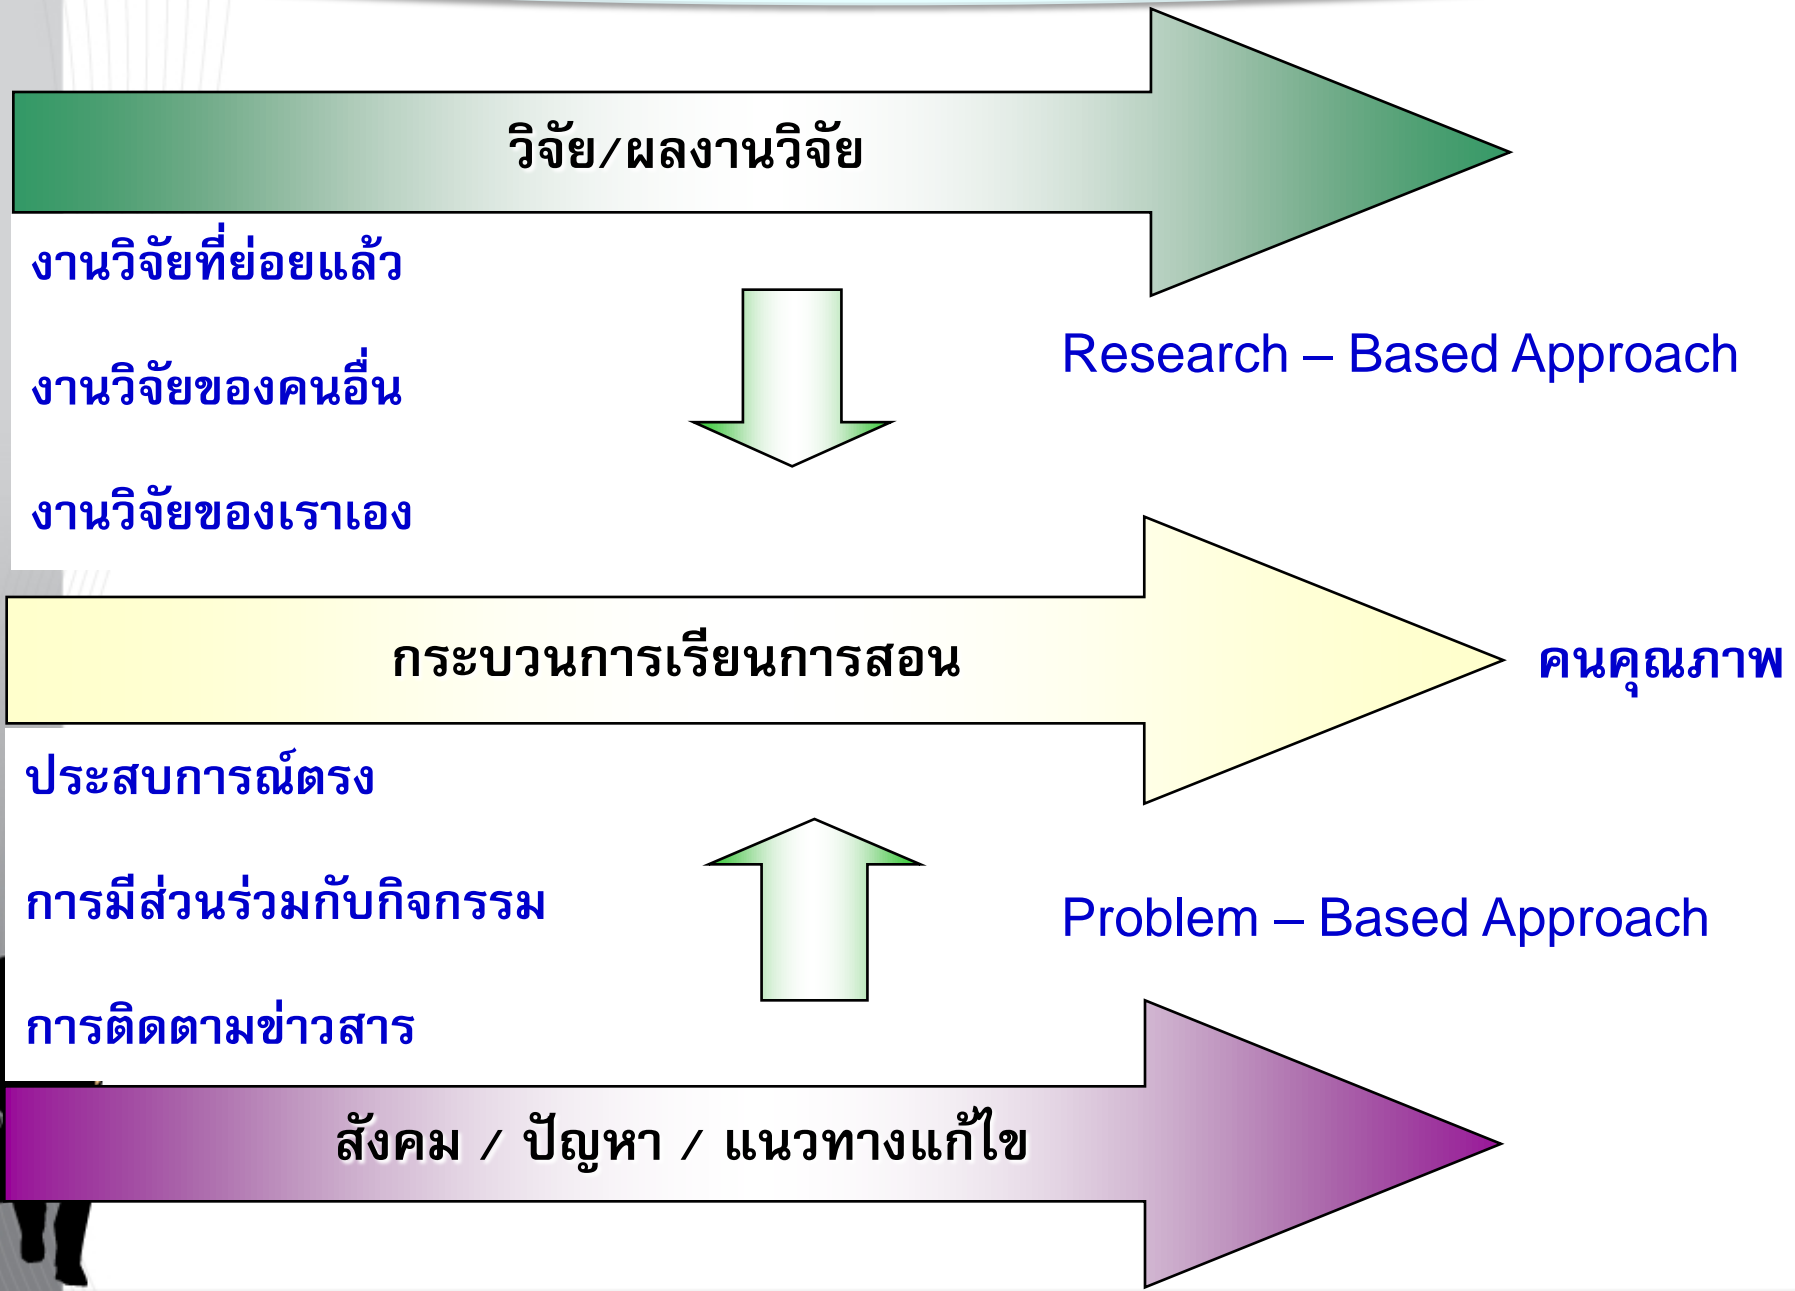 วิจัย/ผลงานวิจัย
งานวิจัยที่ย่อยแล้ว
งานวิจัยของคนอื่น
งานวิจัยของเราเอง
Research – Based Approach
กระบวนการเรียนการสอน
คนคุณภาพ
ประสบการณ์ตรง
การมีส่วนร่วมกับกิจกรรม
การติดตามข่าวสาร
Problem – Based Approach
สังคม / ปัญหา / แนวทางแก้ไข